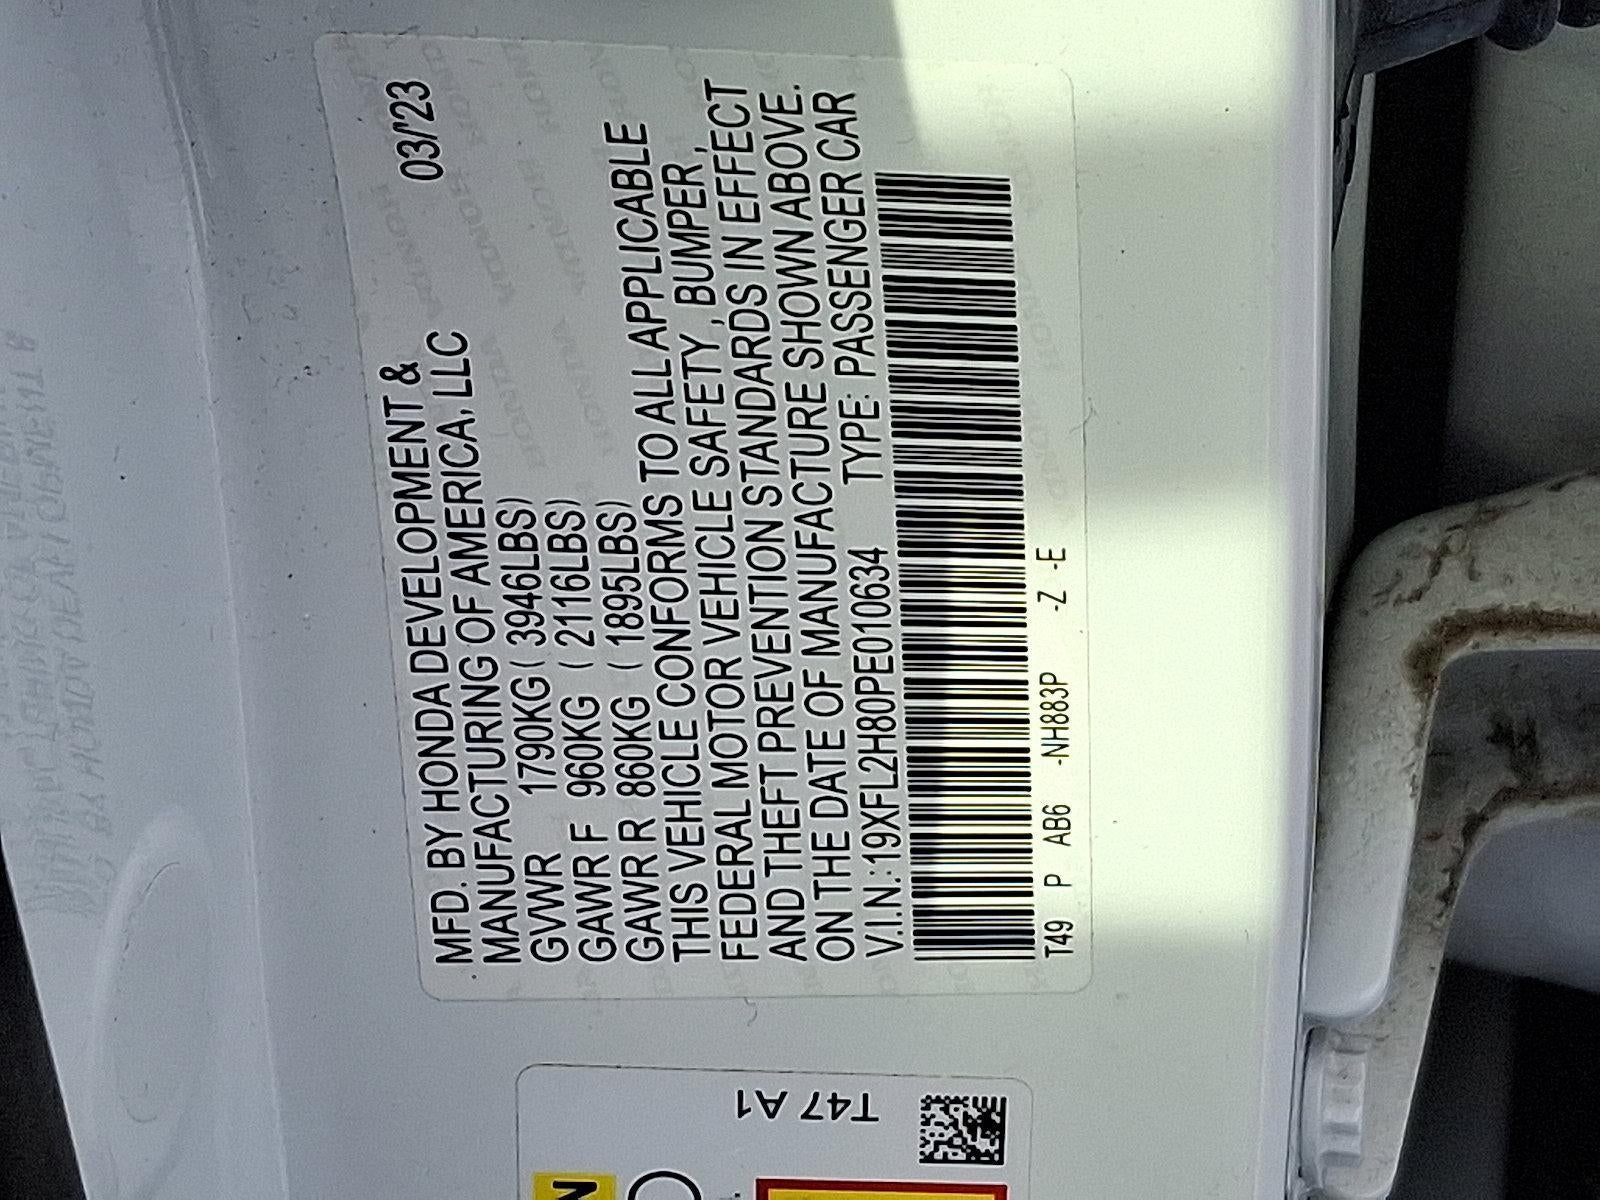 MFD. BY HONDA DEVELOPMENT &
MANUFACTURING OF AMERICA, LLC 03/'23
GVWR 1790KG ( 3946LBS)
GAWR F 960KG ( 2116LBS)
GAWR R 860KG ( 1895LBS)
THIS VEHICLE CONFORMS TO ALL APPLICABLE
FEDERAL MOTOR VEHICLE SAFETY , BUMPER ,
AND THEFT PREVENTION STANDARDS IN EFFECT
ON THE DATE OF MANUFACTURE SHOWN ABOVE.
V.I.N.:19XFL2H80PE010634 TYPE: PASSENGER CAR
T49 P AB6 -NH883P -Z -E
T47 A1